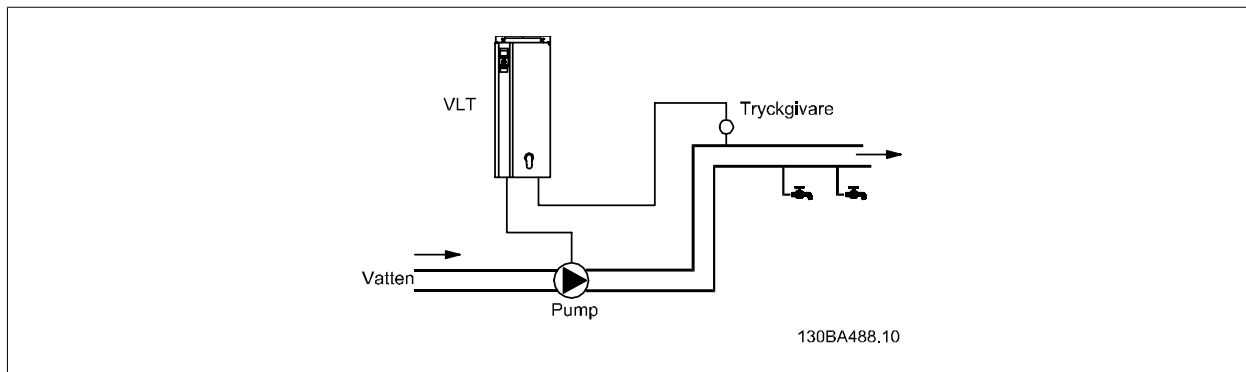 VLT
Tryckgivare
Vatten
Pump
130BA488.10